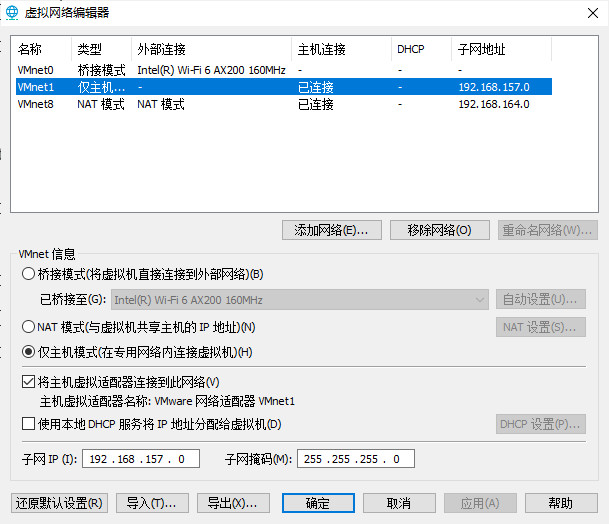 虚拟网络编辑器
名称 类型 外部连接 主机连接 DHCP 子网地址
VMnet0 桥接模式 Intel(R) Wi-Fi 6 AX200 160MHz - - -
VMnet1 仅主机... - 已连接 - 192.168.157.0
VMnet8 NAT 模式 NAT 模式 已连接 - 192.168.164.0
添加网络(E)... 移除网络(O) 重命名网络(W)...
VMnet 信息
桥接模式(将虚拟机直接连接到外部网络)(B)
已桥接至(G): Intel(R) Wi-Fi 6 AX200 160MHz 自动设置(U)...
NAT 模式(与虚拟机共享主机的 IP 地址)(N) NAT 设置(S)...
仅主机模式(在专用网络内连接虚拟机)(H)
将主机虚拟适配器连接到此网络(V)
主机虚拟适配器名称: VMware 网络适配器 VMnet1
使用本地 DHCP 服务将 IP 地址分配给虚拟机(D) DHCP 设置(P)...
子网 IP (I): 192 .168 .157 . 0 子网掩码(M): 255 .255 .255 . 0
还原默认设置(R) 导入(T)... 导出(X)... 确定 取消 应用(A) 帮助